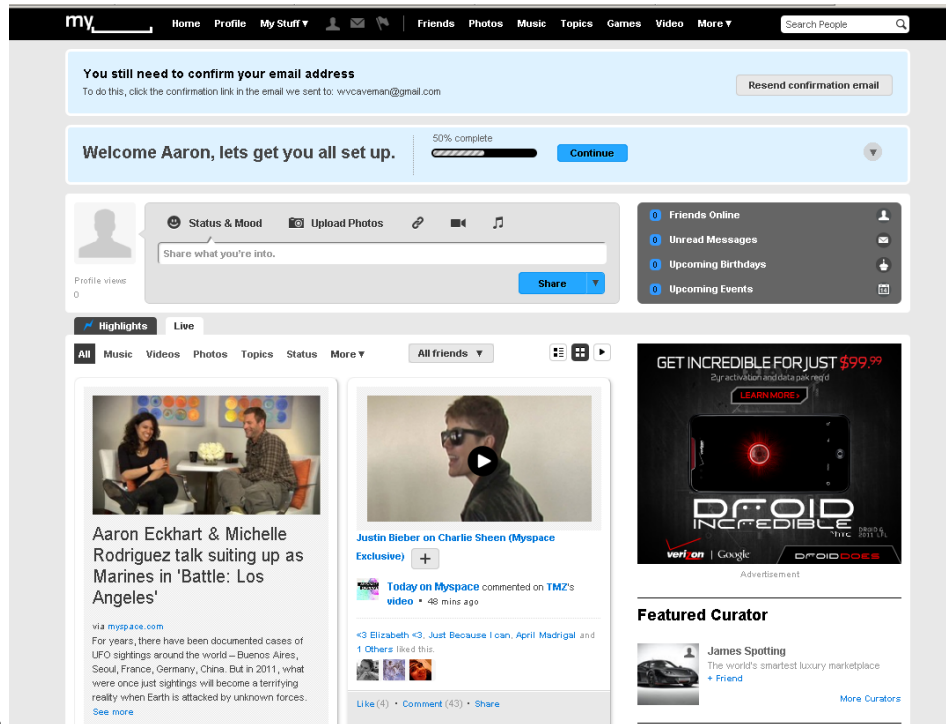 my_____
Home Profile My Stuff ▾ Friends Photos Music Topics Games Video More ▾ Search People
You still need to confirm your email address
To do this, click the confirmation link in the email we sent to: wvcaveman@gmail.com
Resend confirmation email
50% complete
Welcome Aaron, lets get you all set up.
Continue
Status & Mood Upload Photos
Share what you're into.
Share
Profile views
0
0 Friends Online
0 Unread Messages
0 Upcoming Birthdays
0 Upcoming Events
Highlights Live
All Music Videos Photos Topics Status More ▾ All friends ▾
Aaron Eckhart & Michelle
Rodriguez talk suiting up as
Marines in 'Battle: Los
Angeles'
via myspace.com
For years, there have been documented cases of
UFO sightings around the world – Buenos Aires,
Seoul, France, Germany, China. But in 2011, what
were once just sightings will become a terrifying
reality when Earth is attacked by unknown forces.
See more
Justin Bieber on Charlie Sheen (Myspace
Exclusive) +
Today on Myspace commented on TMZ's
video • 48 mins ago
<3 Elizabeth <3, Just Because I can, April Madrigal and
1 Others liked this.
Like (4) • Comment (43) • Share
GET INCREDIBLE FOR JUST $99.99
2yr activation and data pak req'd
LEARN MORE »
DROID
INCREDIBLE
hTC
verizon | Google DROID DOES
Advertisement
Featured Curator
James Spotting
The world's smartest luxury marketplace
+ Friend
More Curators